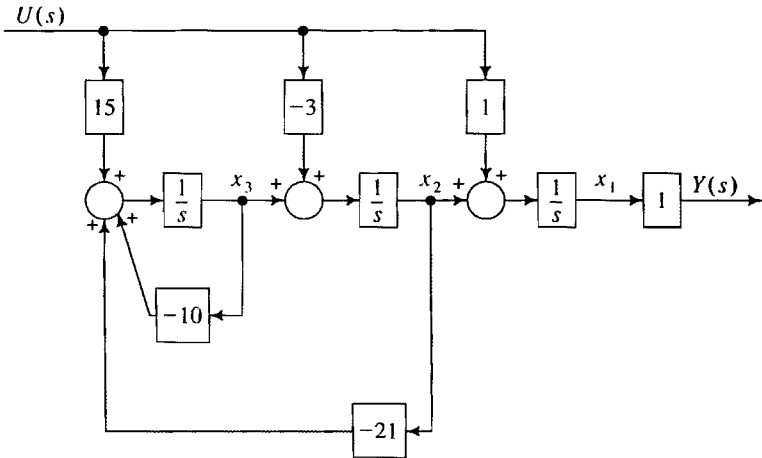 U(s)
15
−3
1
+
+
+
1/s
x₃
+
1/s
x₂
+
1/s
x₁
1
Y(s)
+
+
−10
−21